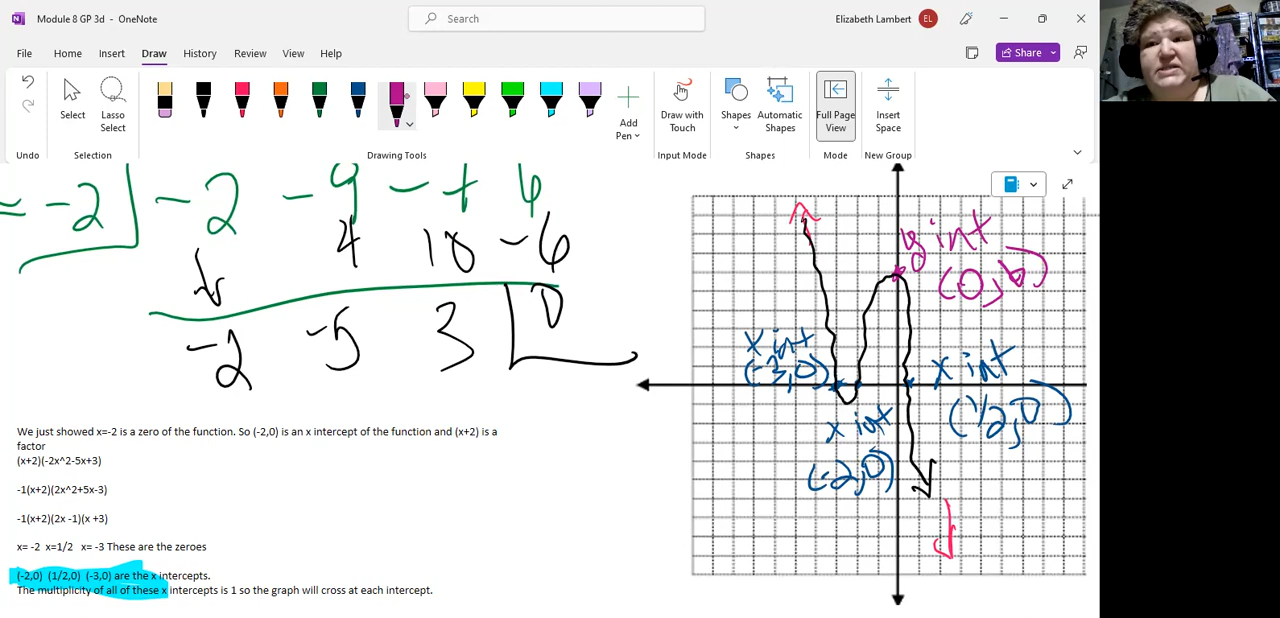 Module 8 GP 3d - OneNote
Search
Elizabeth Lambert
EL
File Home Insert Draw History Review View Help
Share
Undo
Select
Lasso Select
Selection
Drawing Tools
Add Pen
Draw with Touch
Input Mode
Shapes
Automatic Shapes
Shapes
Full Page View
Mode
Insert Space
New Group
= -2 -2 -9 -
4 10 -6
-2 -5 3 0
y int
(0,6)
x int
(-3,0)
x int
(1/2,0)
x int
(-2,0)
We just showed x=-2 is a zero of the function. So (-2,0) is an x intercept of the function and (x+2) is a
factor
(x+2)(-2x^2-5x+3)
-1(x+2)(2x^2+5x-3)
-1(x+2)(2x -1)(x +3)
x= -2 x=1/2 x= -3 These are the zeroes
(-2,0) (1/2,0) (-3,0) are the x intercepts.
The multiplicity of all of these x intercepts is 1 so the graph will cross at each intercept.